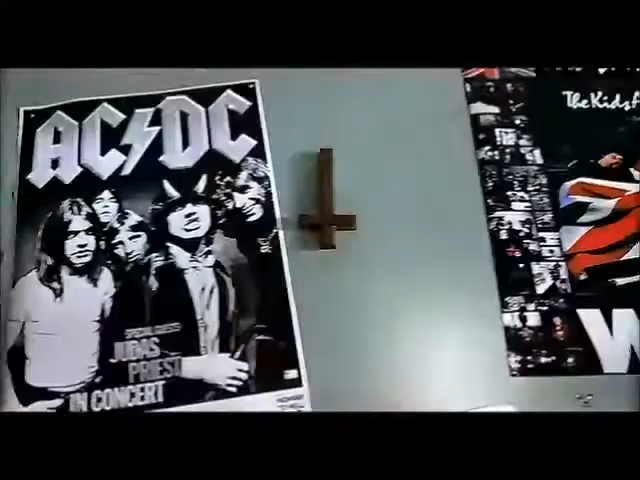 AC⚡DC
SPECIAL GUESTS
JUDAS
PRIEST
IN CONCERT
The Kids
W